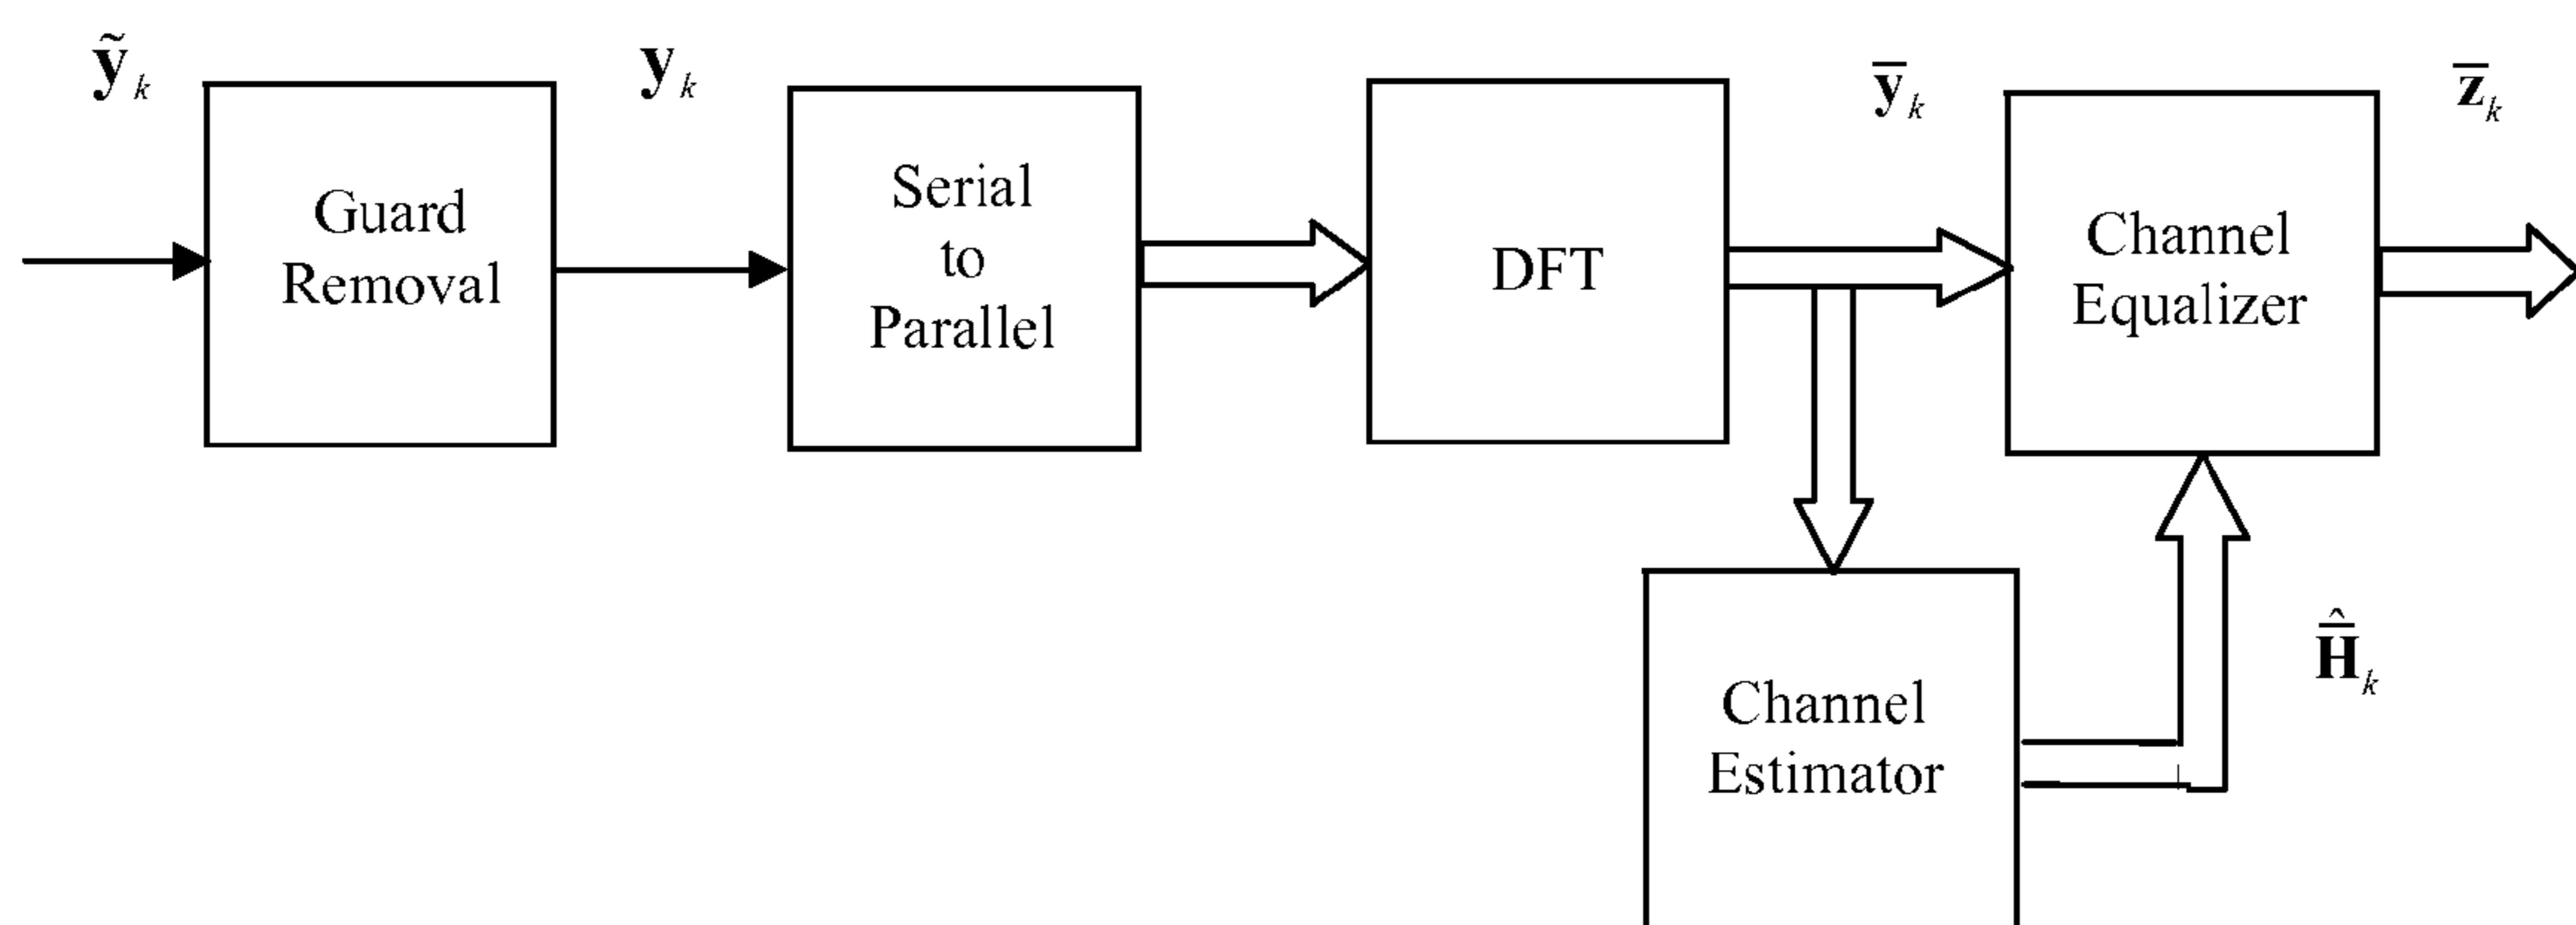 ỹ_k
y_k
ȳ_k
z̄_k
Guard
Removal
Serial
to
Parallel
DFT
Channel
Equalizer
Channel
Estimator
H̄̂_k